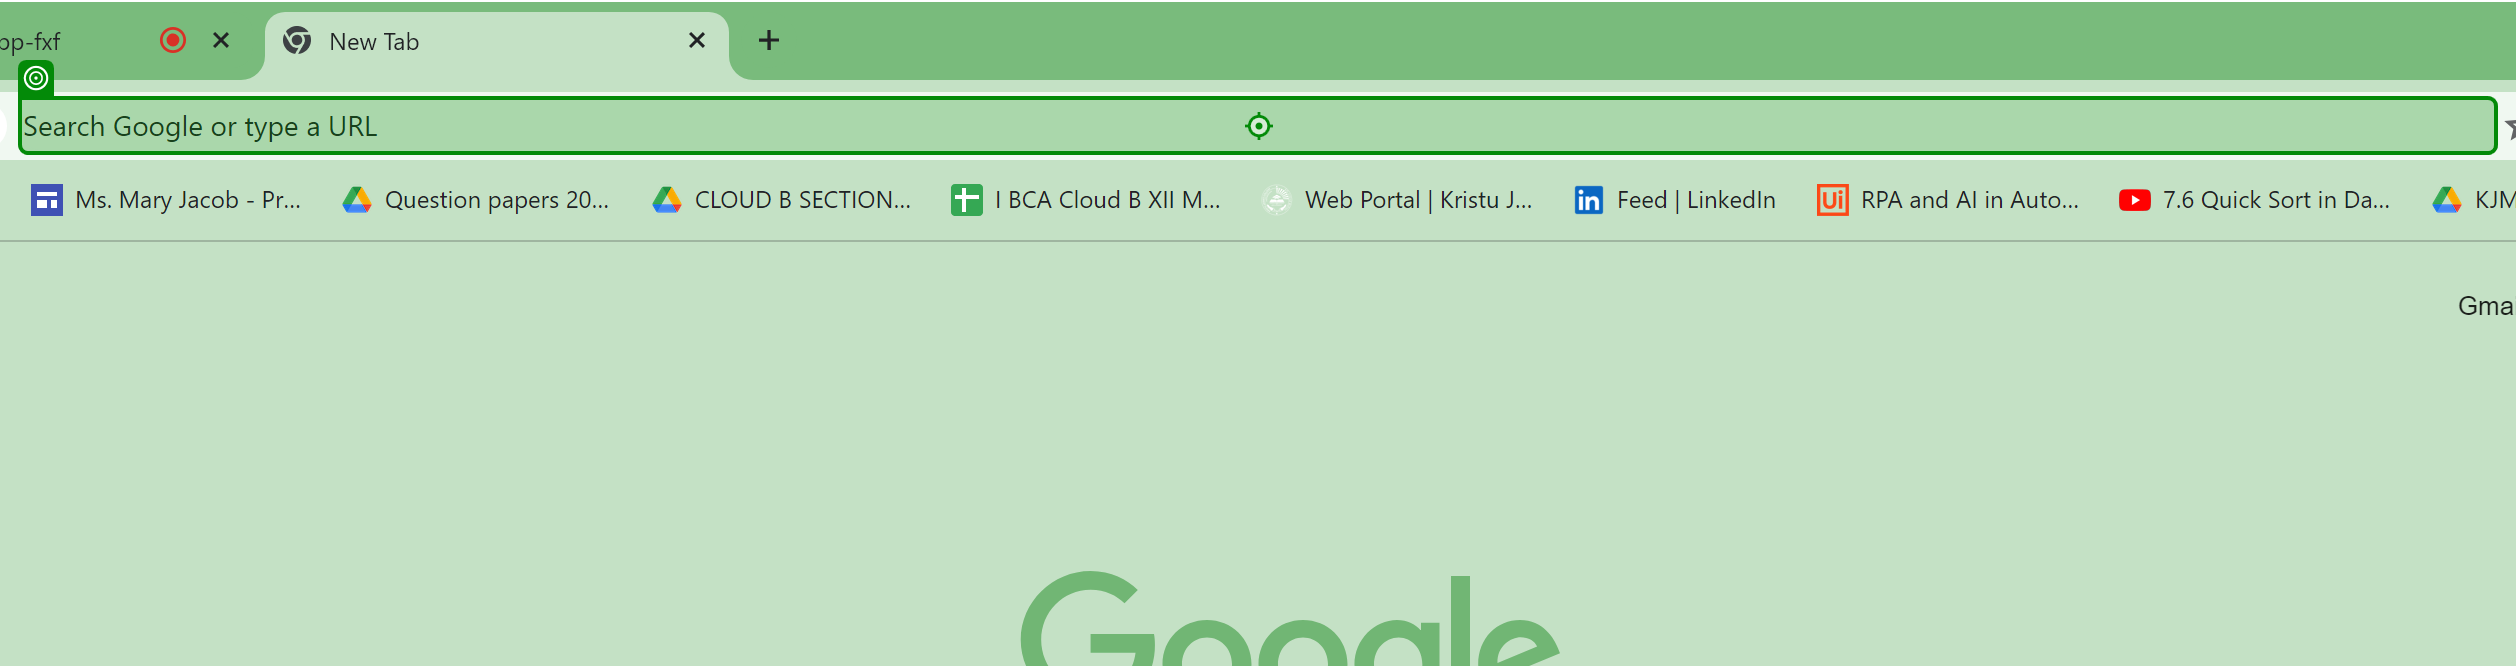 pp-fxf New Tab
Search Google or type a URL
Ms. Mary Jacob - Pr... Question papers 20... CLOUD B SECTION... I BCA Cloud B XII M... Web Portal | Kristu J... Feed | LinkedIn RPA and AI in Auto... 7.6 Quick Sort in Da... KJM
Gma
Google